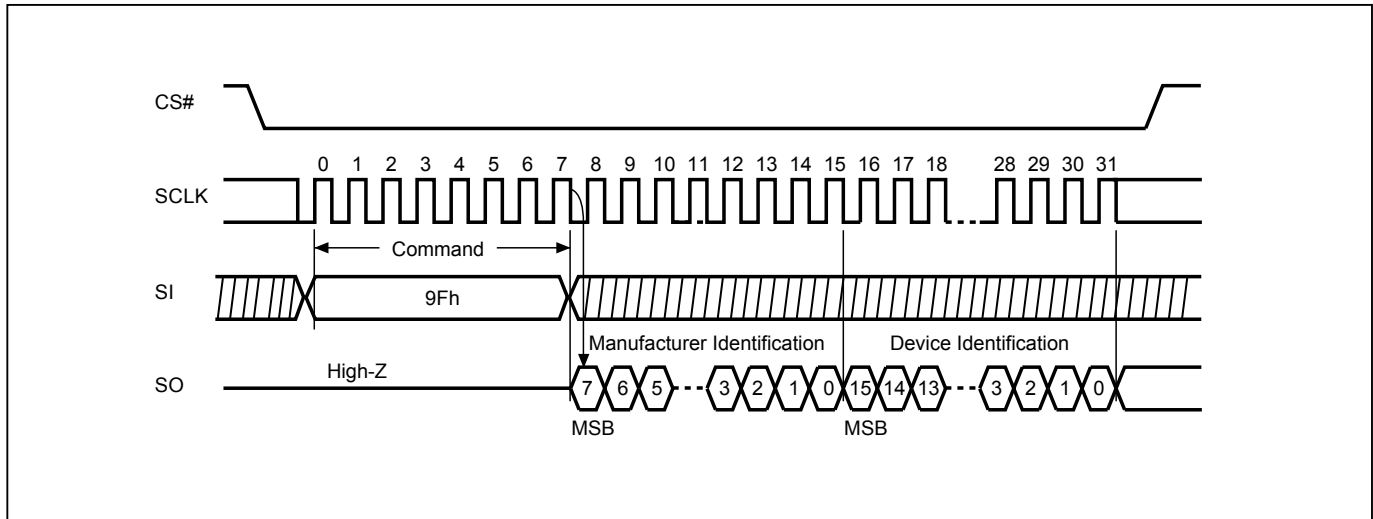 CS#
0 1 2 3 4 5 6 7 8 9 10 11 12 13 14 15 16 17 18 28 29 30 31
SCLK
Command
SI
9Fh
Manufacturer Identification Device Identification
High-Z
SO
7 6 5 3 2 1 0 15 14 13 3 2 1 0
MSB MSB